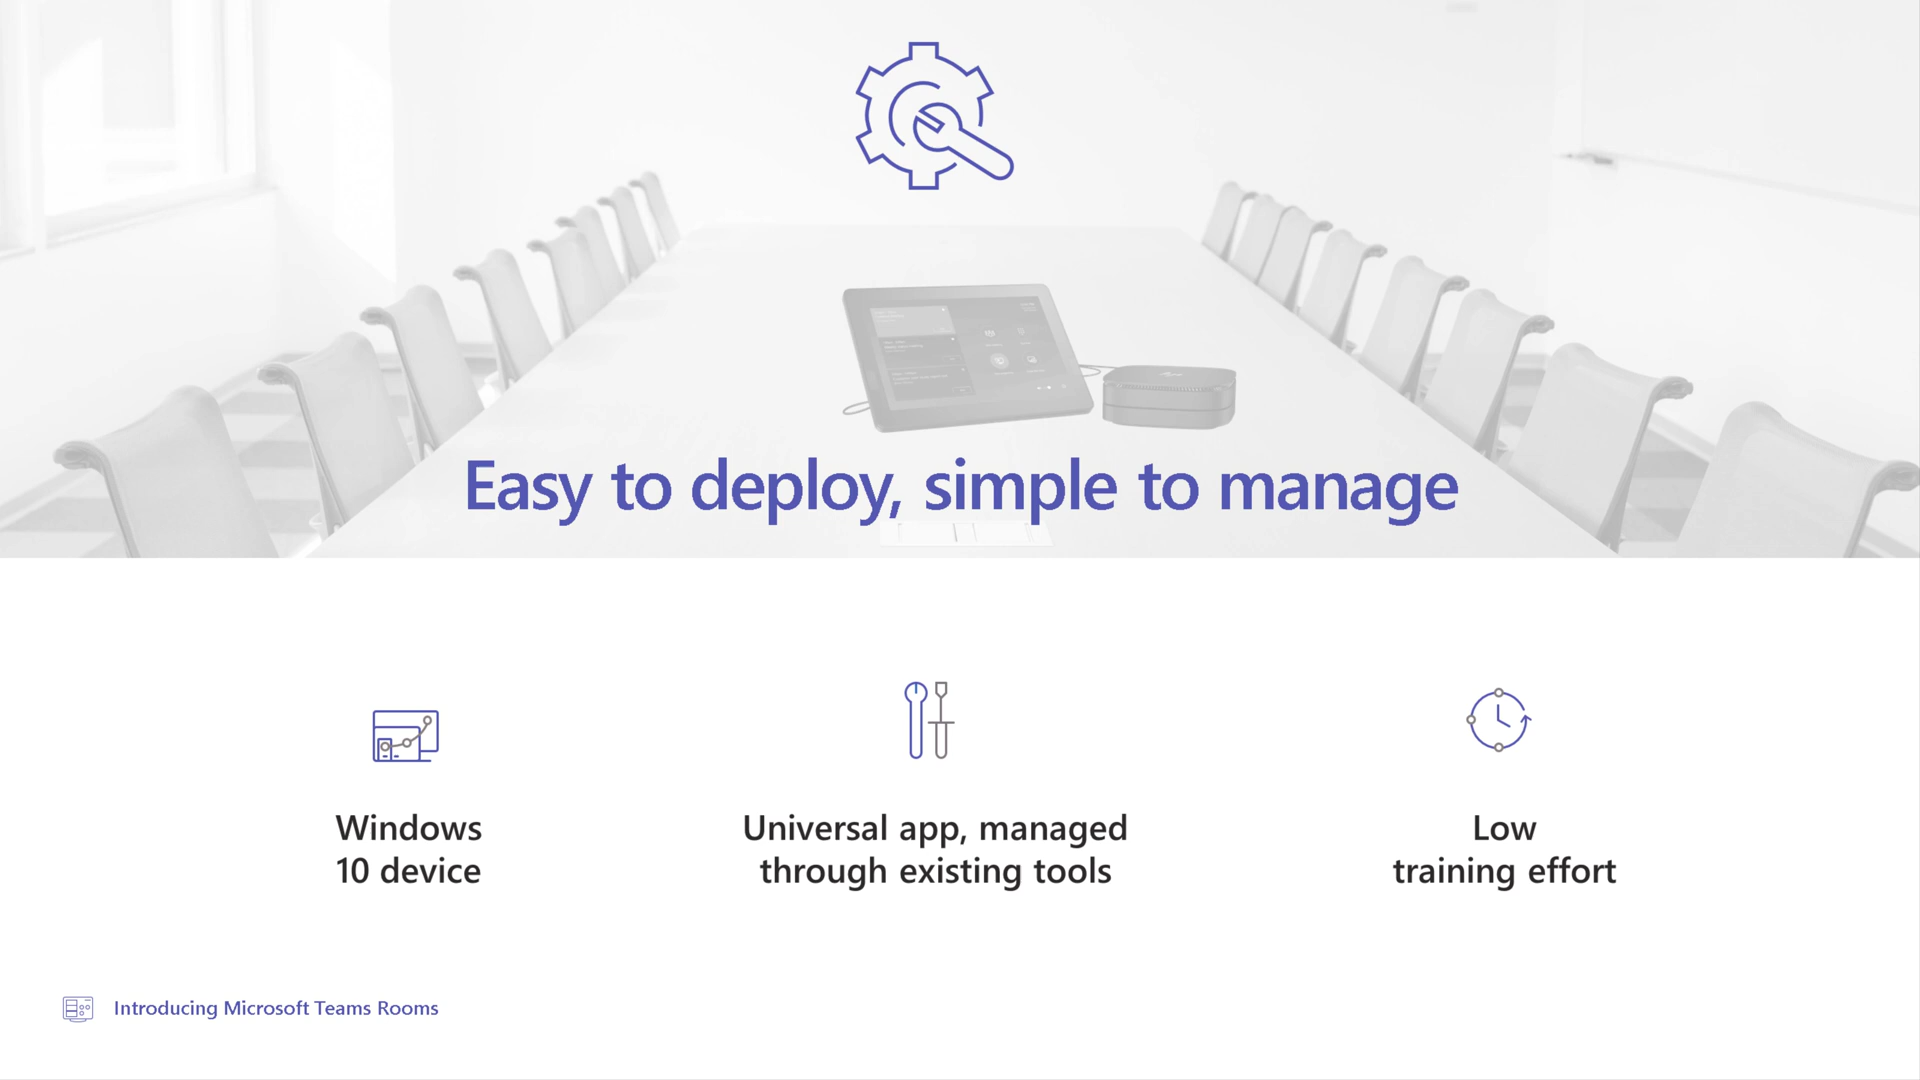 Easy to deploy, simple to manage
Windows
10 device
Universal app, managed
through existing tools
Low
training effort
Introducing Microsoft Teams Rooms